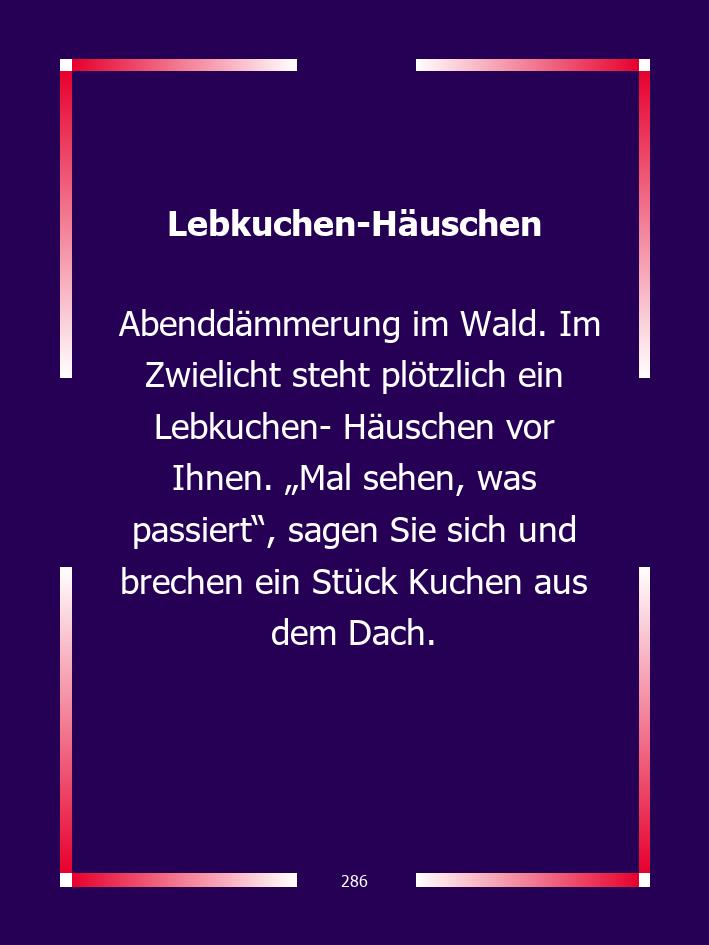 Lebkuchen-Häuschen
Abenddämmerung im Wald. Im
Zwielicht steht plötzlich ein
Lebkuchen- Häuschen vor
Ihnen. „Mal sehen, was
passiert“, sagen Sie sich und
brechen ein Stück Kuchen aus
dem Dach.
286